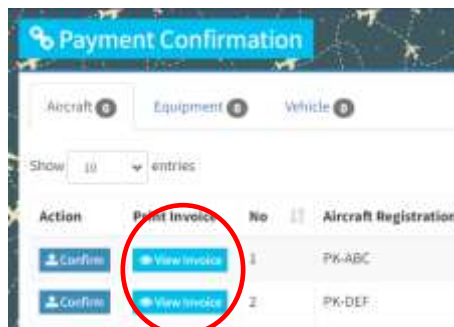 Payment Confirmation
Aircraft 0 Equipment 0 Vehicle 0
Show 10 entries
Action Print Invoice No Aircraft Registration
Confirm View Invoice 1 PK-ABC
Confirm View Invoice 2 PK-DEF